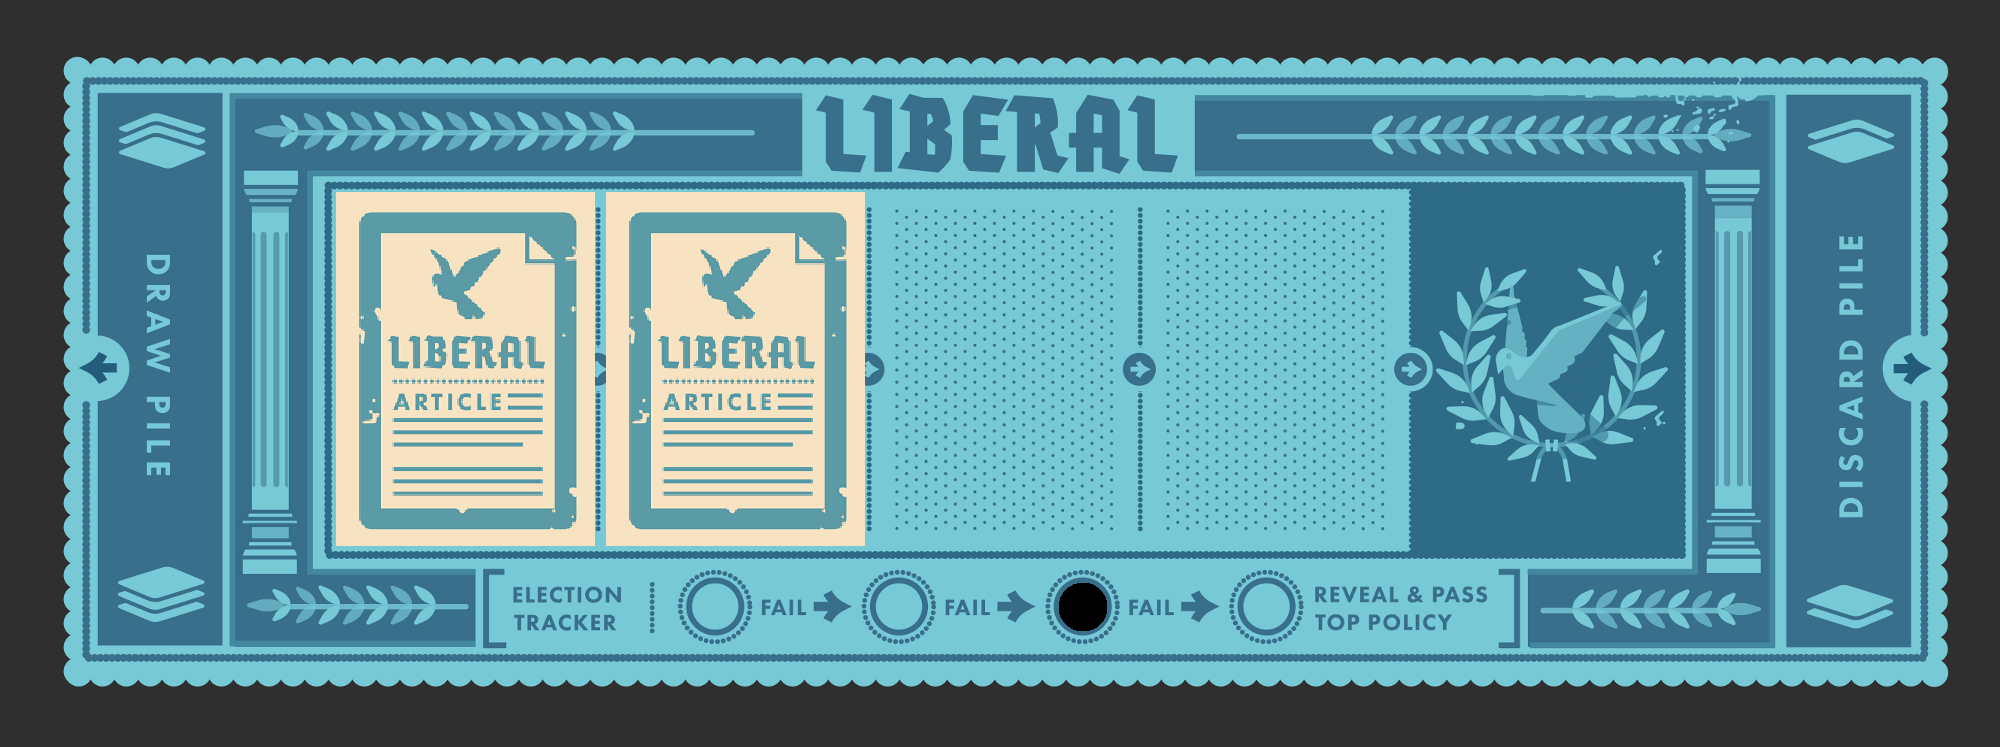 LIBERAL
DRAW PILE
LIBERAL
ARTICLE
LIBERAL
ARTICLE
DISCARD PILE
ELECTION
TRACKER
FAIL
FAIL
FAIL
REVEAL & PASS
TOP POLICY